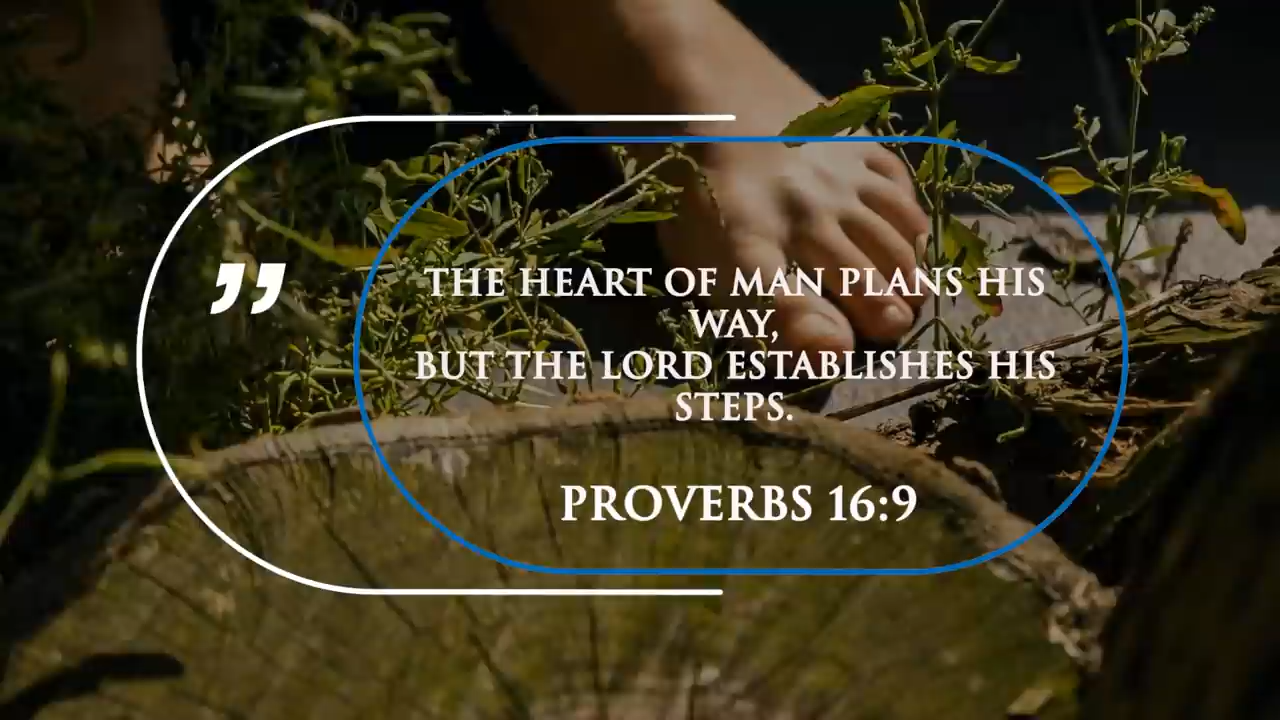 ”
THE HEART OF MAN PLANS HIS
WAY,
BUT THE LORD ESTABLISHES HIS
STEPS.
PROVERBS 16:9